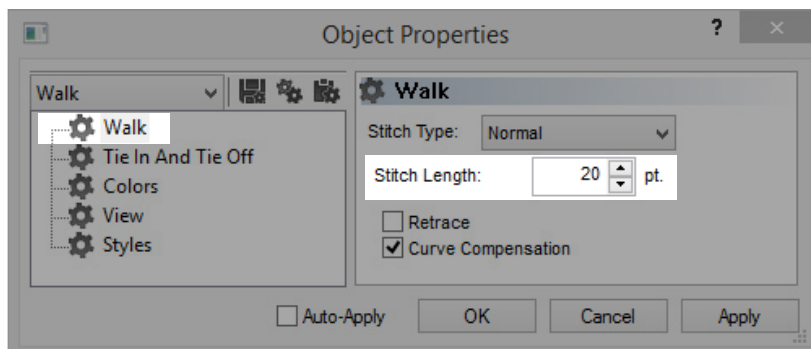 Object Properties
?
Walk
Walk
Tie In And Tie Off
Colors
View
Styles
Walk
Stitch Type: Normal
Stitch Length: 20 pt.
Retrace
Curve Compensation
Auto-Apply OK Cancel Apply